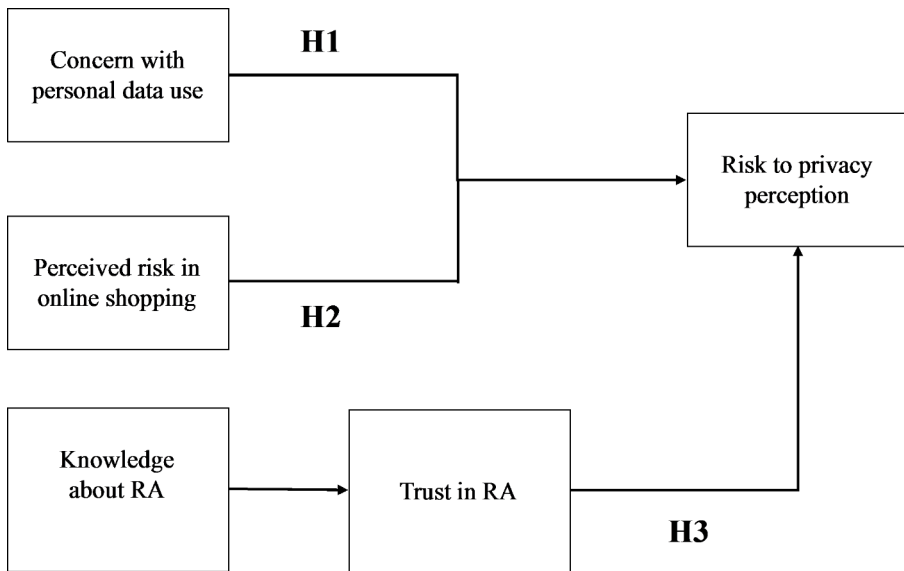 H1
Concern with
personal data use
Risk to privacy
perception
Perceived risk in
online shopping
H2
Knowledge
about RA
Trust in RA
H3